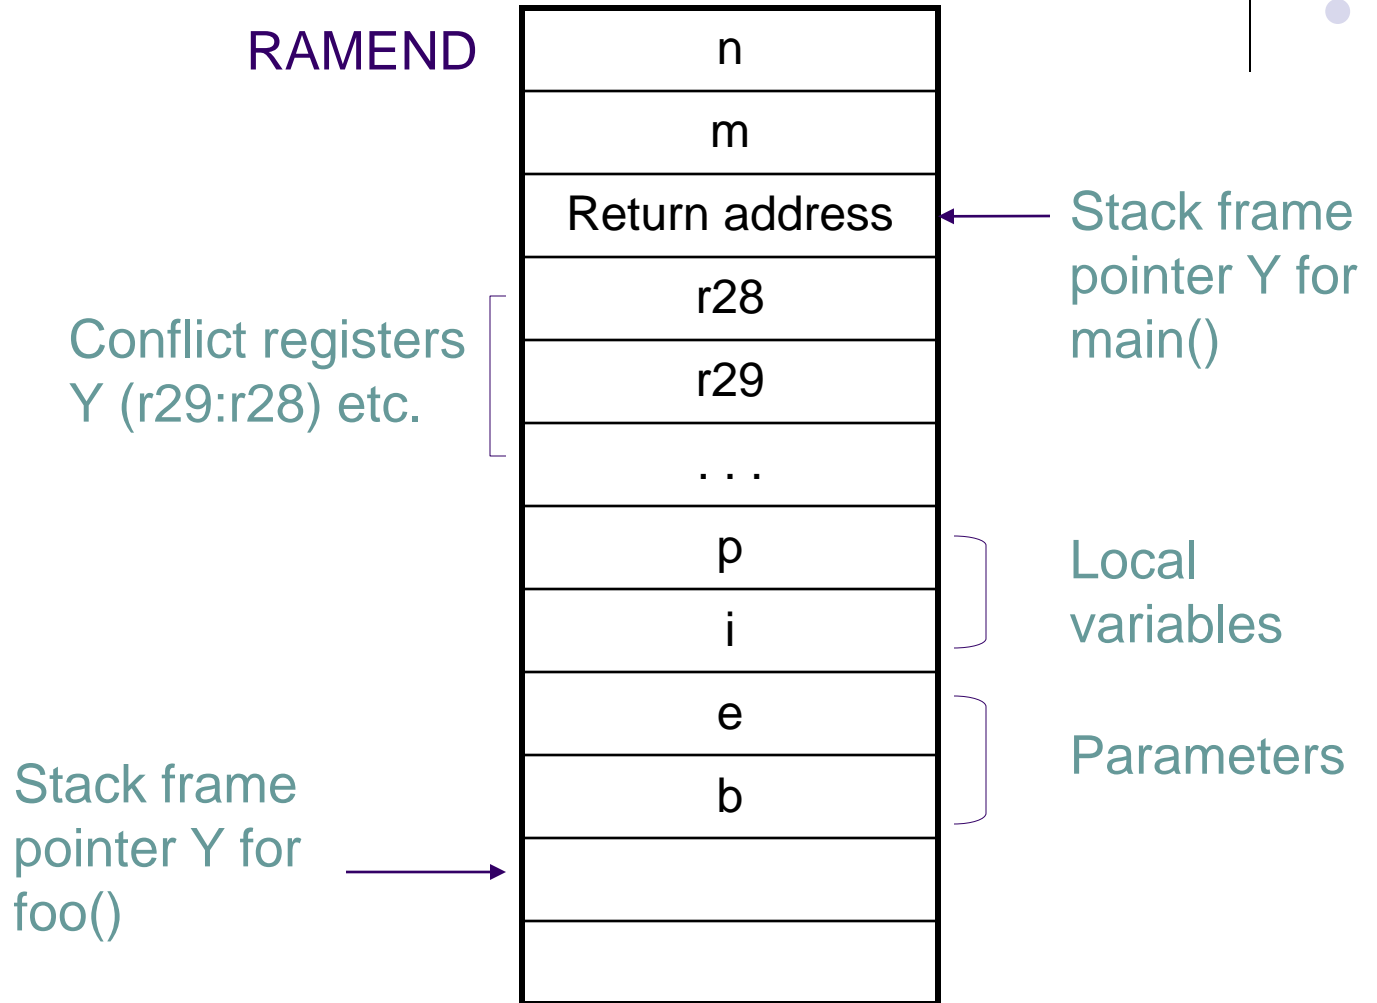 RAMEND
n
m
Return address
Stack frame
pointer Y for
main()
r28
Conflict registers
Y (r29:r28) etc.
r29
. . .
p
Local
variables
i
e
Parameters
b
Stack frame
pointer Y for
foo()